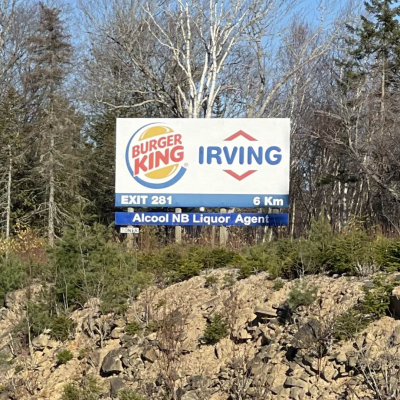 BURGER
KING
IRVING
EXIT 281 6 Km
Alcool NB Liquor Agent